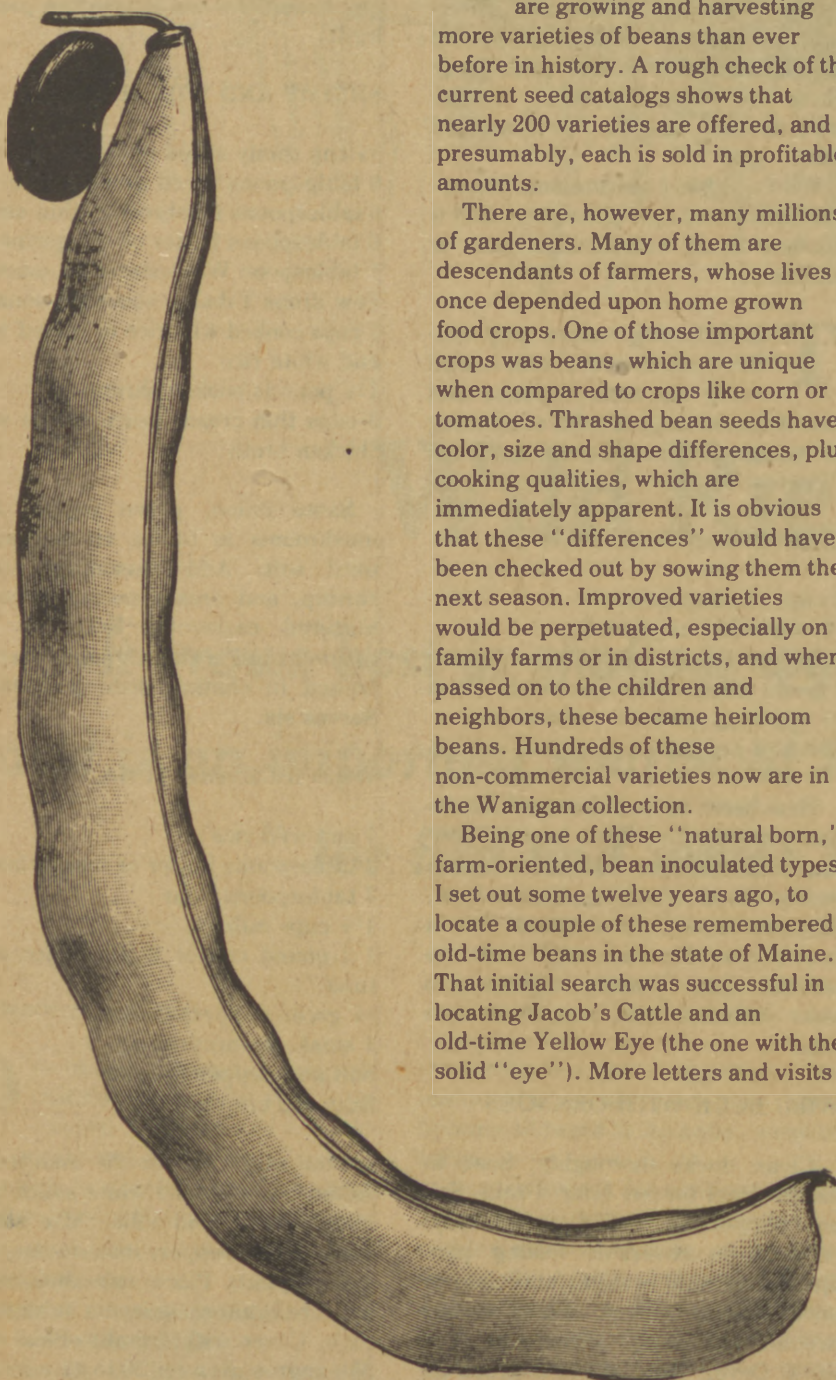 are growing and harvesting
more varieties of beans than ever
before in history. A rough check of th
current seed catalogs shows that
nearly 200 varieties are offered, and
presumably, each is sold in profitable
amounts.
There are, however, many millions
of gardeners. Many of them are
descendants of farmers, whose lives
once depended upon home grown
food crops. One of those important
crops was beans, which are unique
when compared to crops like corn or
tomatoes. Thrashed bean seeds have
color, size and shape differences, plu
cooking qualities, which are
immediately apparent. It is obvious
that these ‘‘differences’’ would have
been checked out by sowing them the
next season. Improved varieties
would be perpetuated, especially on
family farms or in districts, and when
passed on to the children and
neighbors, these became heirloom
beans. Hundreds of these
non-commercial varieties now are in
the Wanigan collection.
Being one of these ‘‘natural born,’
farm-oriented, bean inoculated types
I set out some twelve years ago, to
locate a couple of these remembered
old-time beans in the state of Maine.
That initial search was successful in
locating Jacob's Cattle and an
old-time Yellow Eye (the one with the
solid ‘‘eye’’). More letters and visits